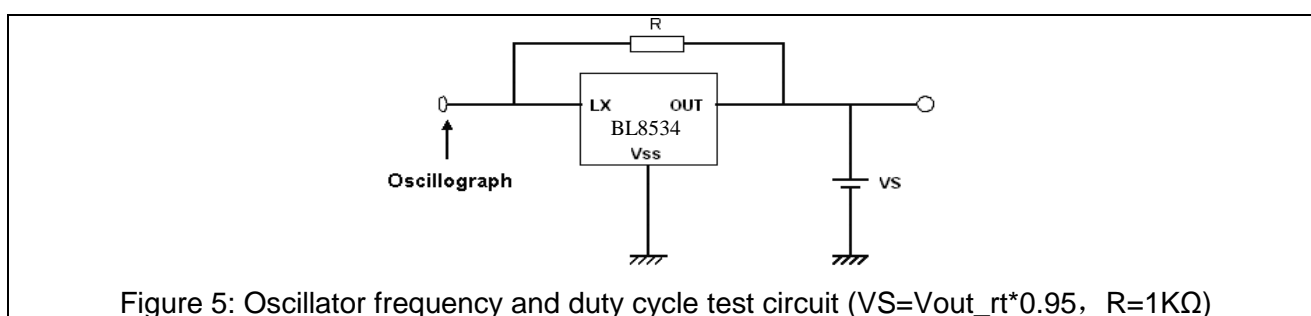 R
LX OUT
BL8534
Vss
Oscillograph
VS
Figure 5: Oscillator frequency and duty cycle test circuit (VS=Vout_rt*0.95，R=1KΩ)